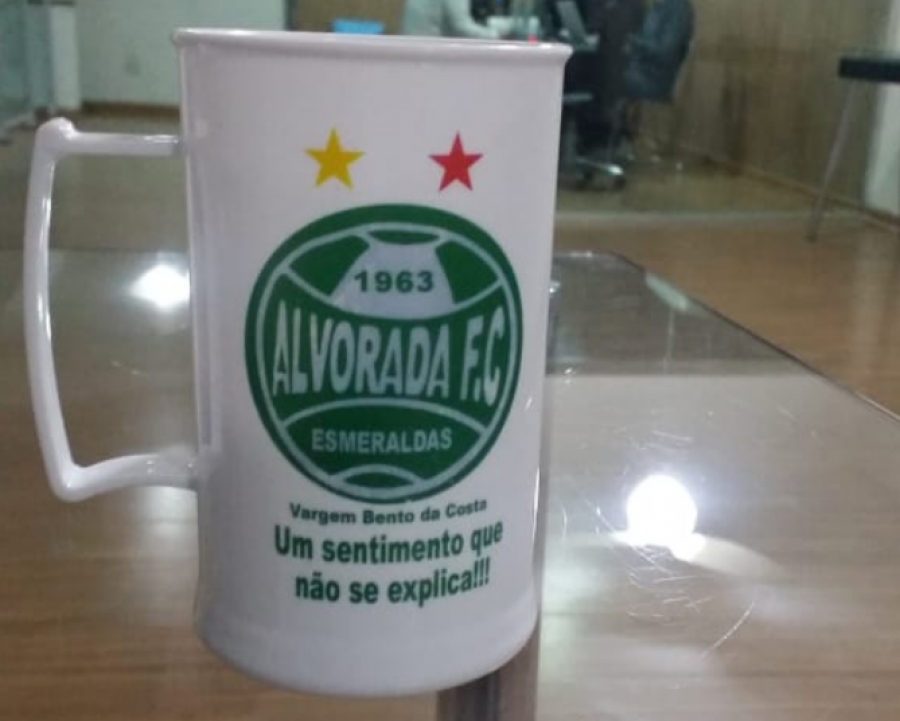 1963
ALVORADA F.C
ESMERALDAS
Vargem Bento da Costa
Um sentimento que
não se explica!!!